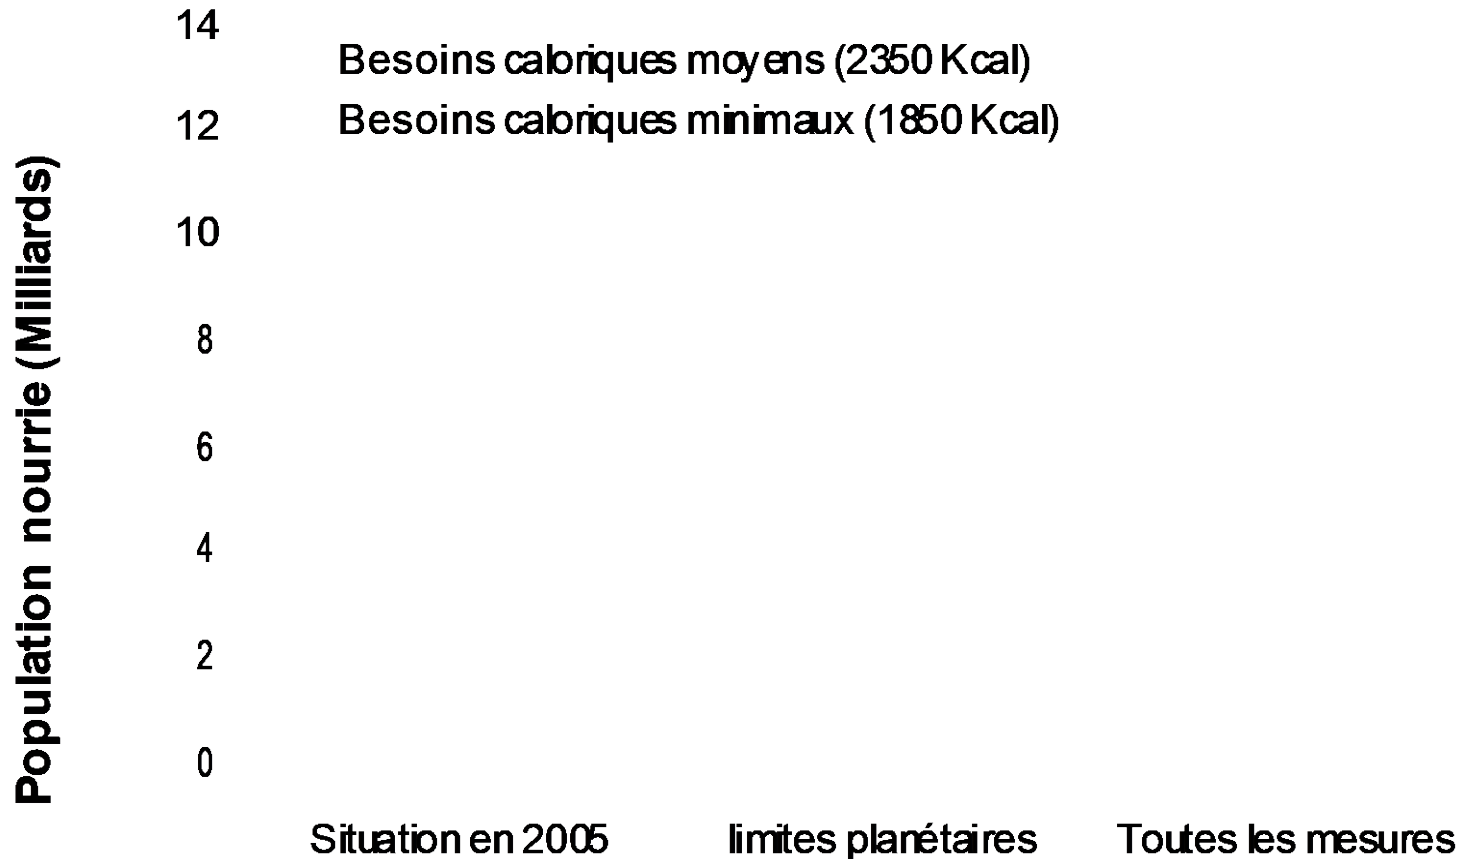 14
Besoins caloriques moyens (2350 Kcal)
12
Besoins caloriques minimaux (1850 Kcal)
10
8
6
4
2
0
Population nourrie (Milliards)
Situation en 2005
limites planétaires
Toutes les mesures